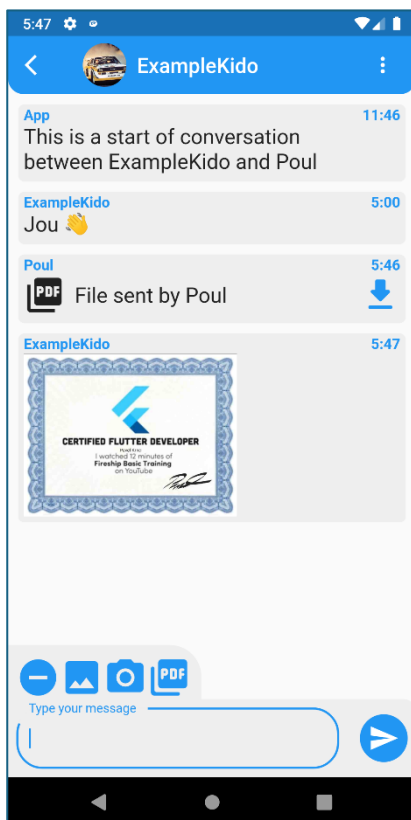 5:47
ExampleKido
App 11:46
This is a start of conversation
between ExampleKido and Poul
ExampleKido 5:00
Jou 👋
Poul 5:46
PDF File sent by Poul
ExampleKido 5:47
CERTIFIED FLUTTER DEVELOPER
I watched 12 minutes of
Fireship Basic Training
on YouTube
PDF
Type your message